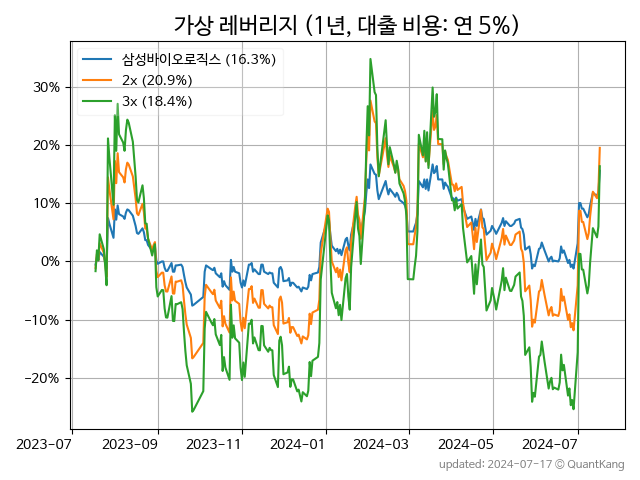 가상 레버리지 (1년, 대출 비용: 연 5%)
삼성바이오로직스 (16.3%)
2x (20.9%)
3x (18.4%)
30%
20%
10%
0%
−10%
−20%
2023-07 2023-09 2023-11 2024-01 2024-03 2024-05 2024-07
updated: 2024-07-17 © QuantKang